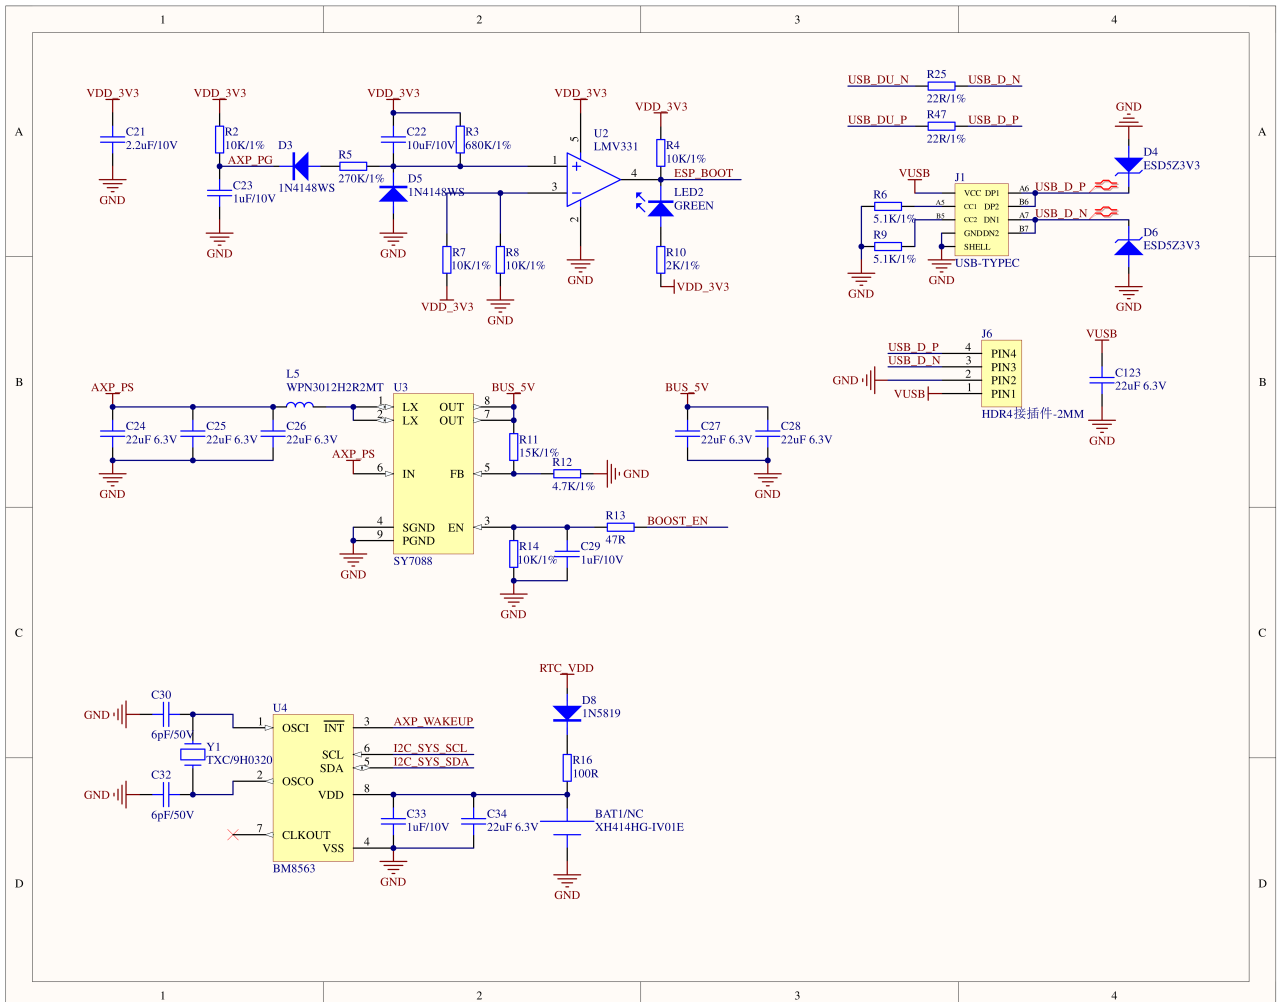 1 2 3 4
A
VDD_3V3 VDD_3V3 VDD_3V3 VDD_3V3 VDD_3V3
C21
2.2uF/10V
GND
R2
10K/1%
AXP_PG
C23
1uF/10V
GND
D3
1N4148WS
R5
270K/1%
C22
10uF/10V
R3
680K/1%
D5
1N4148WS
GND
R7
10K/1%
VDD_3V3
R8
10K/1%
GND
U2
LMV331
1
3
5
2
4
GND
R4
10K/1%
ESP_BOOT
LED2
GREEN
R10
2K/1%
VDD_3V3
USB_DU_N R25 USB_D_N
22R/1%
USB_DU_P R47 USB_D_P
22R/1%
GND
D4
ESD5Z3V3
VUSB
J1
R6
5.1K/1%
R9
5.1K/1%
A5
B5
VCC DP1
CC1 DP2
CC2 DN1
GND DN2
SHELL
USB-TYPEC
A6
B6
A7
B7
USB_D_P
USB_D_N
GND
GND
D6
ESD5Z3V3
GND
A
B
AXP_PS
C24
22uF 6.3V
C25
22uF 6.3V
C26
22uF 6.3V
GND
L5
WPN3012H2R2MT
U3
1 LX OUT 8
2 LX OUT 7
AXP_PS
6 IN FB 5
4 SGND EN 3
9 PGND
SY7088
GND
BUS_5V
R11
15K/1%
R12
4.7K/1%
GND
R13
47R
BOOST_EN
R14
10K/1%
C29
1uF/10V
GND
BUS_5V
C27
22uF 6.3V
C28
22uF 6.3V
GND
J6
USB_D_P 4 PIN4
USB_D_N 3 PIN3
GND 2 PIN2
VUSB 1 PIN1
HDR4接插件-2MM
VUSB
C123
22uF 6.3V
GND
B
C
C
GND
C30
6pF/50V
Y1
TXC/9H0320
GND
C32
6pF/50V
U4
1 OSCI INT 3 AXP_WAKEUP
SCL 6 I2C_SYS_SCL
SDA 5 I2C_SYS_SDA
2 OSCO
VDD 8
7 CLKOUT
VSS 4
BM8563
C33
1uF/10V
C34
22uF 6.3V
GND
RTC_VDD
D8
1N5819
R16
100R
BAT1/NC
XH414HG-IV01E
GND
D
D
1 2 3 4